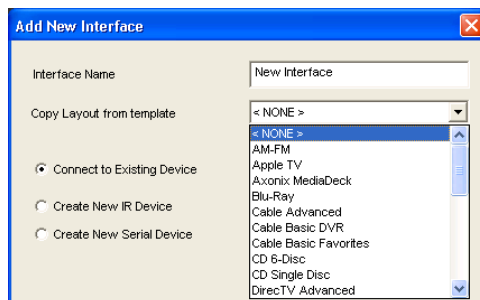 Add New Interface
Interface Name
New Interface
Copy Layout from template
< NONE >
< NONE >
AM-FM
Apple TV
Axonix MediaDeck
Blu-Ray
Cable Advanced
Cable Basic DVR
Cable Basic Favorites
CD 6-Disc
CD Single Disc
DirecTV Advanced
Connect to Existing Device
Create New IR Device
Create New Serial Device